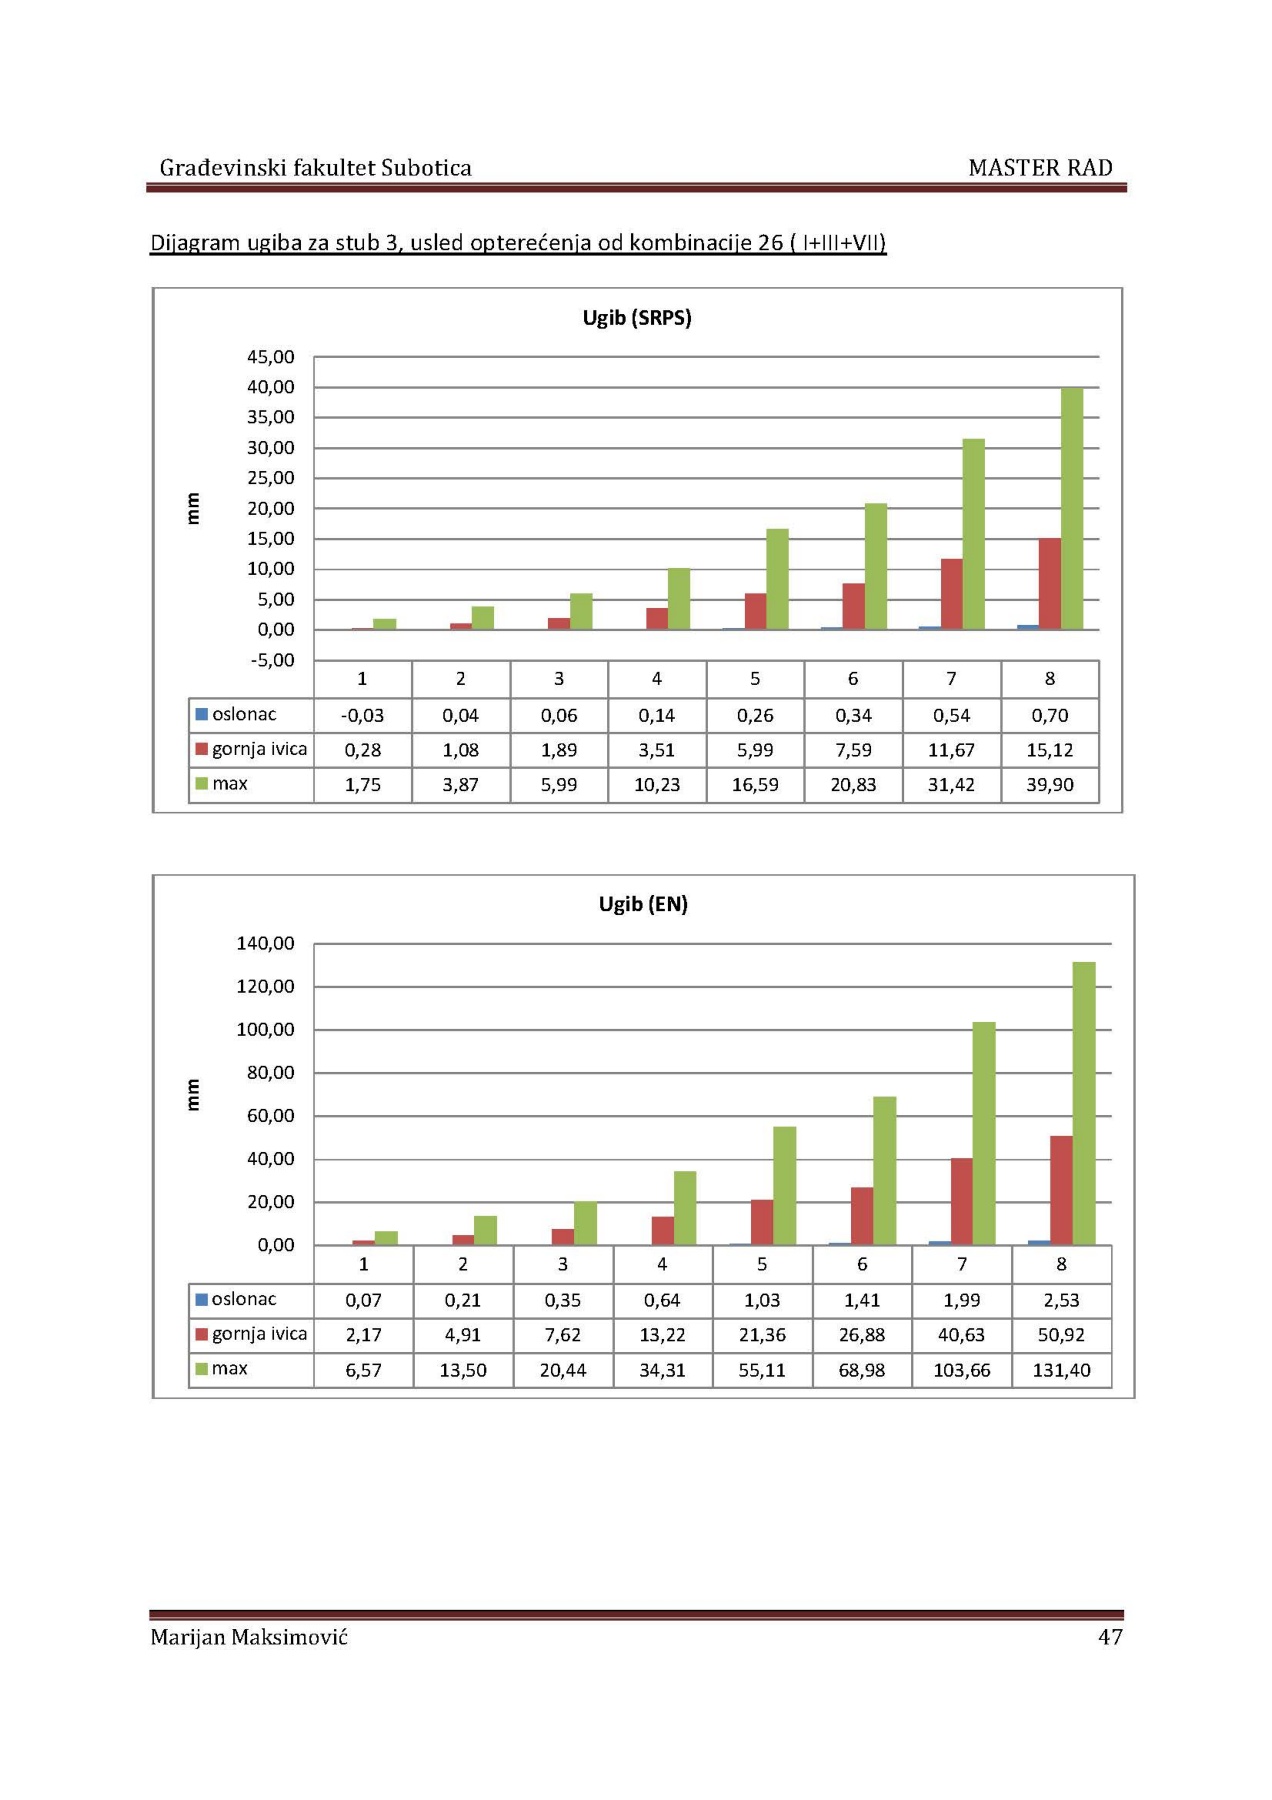 Građevinski fakultet Subotica MASTER RAD
Dijagram ugiba za stub 3, usled opterećenja od kombinacije 26 ( I+III+VII)
Ugib (SRPS)
45,00
40,00
35,00
30,00
25,00
20,00
15,00
10,00
5,00
0,00
-5,00
mm
1 2 3 4 5 6 7 8
oslonac -0,03 0,04 0,06 0,14 0,26 0,34 0,54 0,70
gornja ivica 0,28 1,08 1,89 3,51 5,99 7,59 11,67 15,12
max 1,75 3,87 5,99 10,23 16,59 20,83 31,42 39,90
Ugib (EN)
140,00
120,00
100,00
80,00
60,00
40,00
20,00
0,00
mm
1 2 3 4 5 6 7 8
oslonac 0,07 0,21 0,35 0,64 1,03 1,41 1,99 2,53
gornja ivica 2,17 4,91 7,62 13,22 21,36 26,88 40,63 50,92
max 6,57 13,50 20,44 34,31 55,11 68,98 103,66 131,40
Marijan Maksimović 47